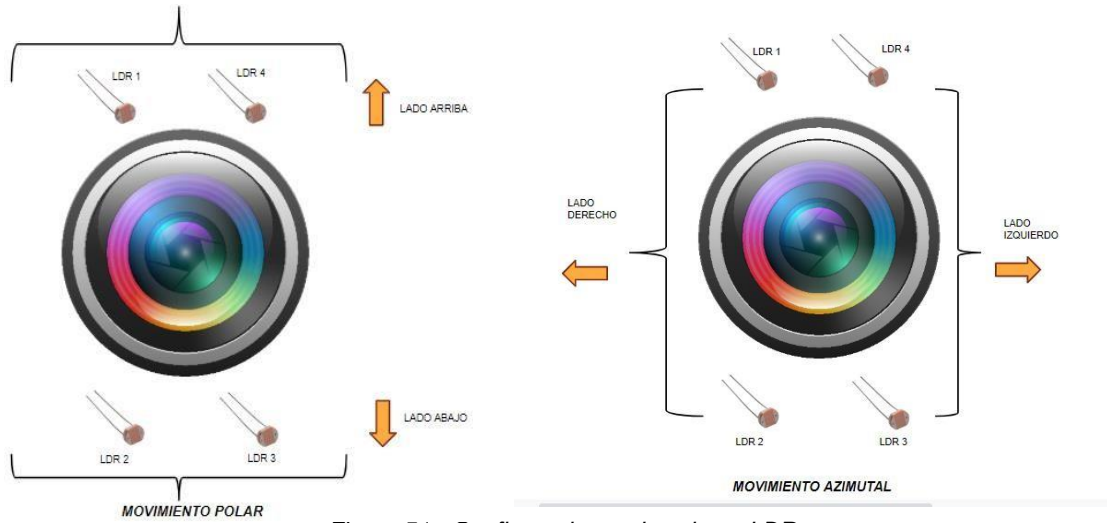 LDR 1
LDR 4
LADO ARRIBA
LADO ABAJO
LDR 2
LDR 3
MOVIMIENTO POLAR
LDR 1
LDR 4
LADO
DERECHO
LADO
IZQUIERDO
LDR 2
LDR 3
MOVIMIENTO AZIMUTAL